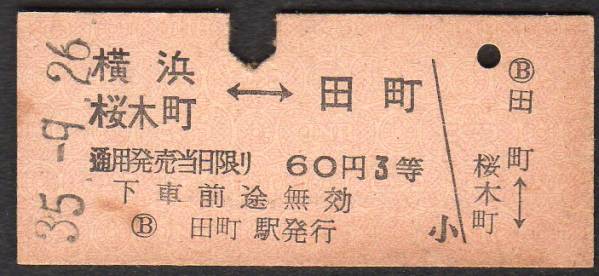 35-9 26
横浜
桜木町 ←→ 田町
通用発売当日限り 60円3等
下車前途無効
Ⓑ 田町駅発行
小
Ⓑ
田町
↔
桜木町